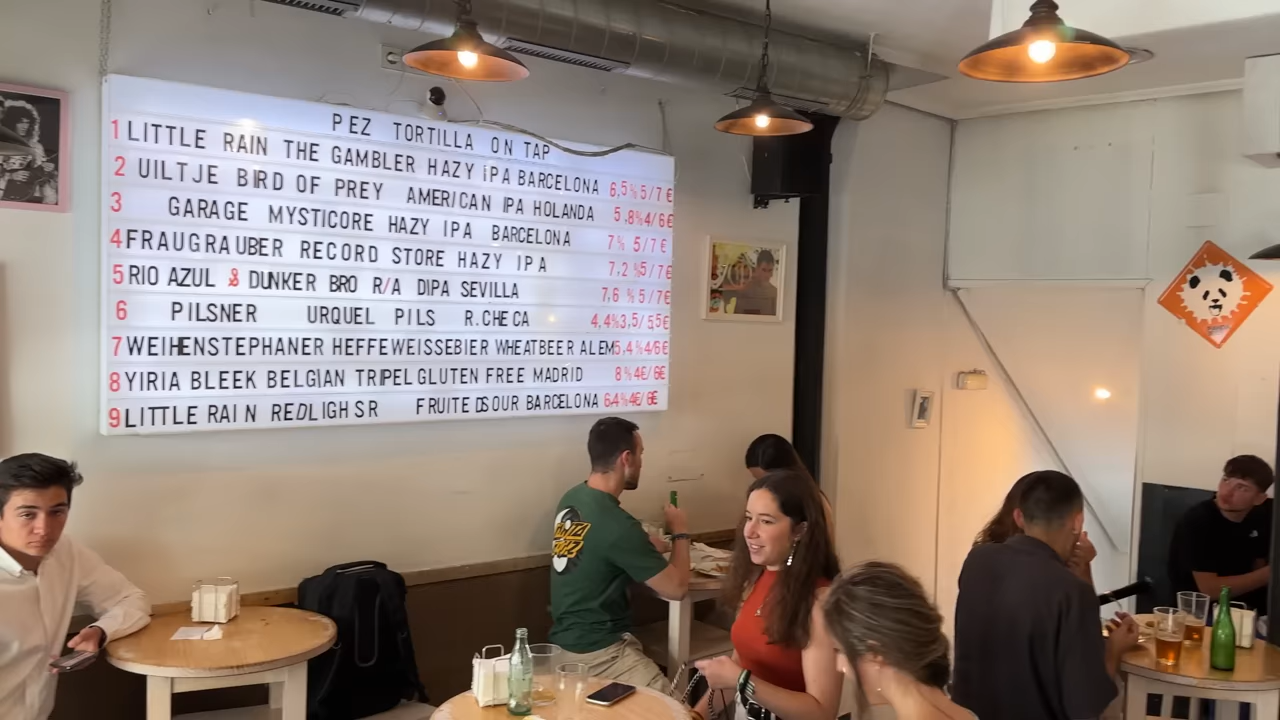 PEZ TORTILLA ON TAP
1 LITTLE RAIN THE GAMBLER HAZY IPA BARCELONA 6,5% 5/7€
2 UILTJE BIRD OF PREY AMERICAN IPA HOLANDA 5,8% 4/6€
3 GARAGE MYSTICORE HAZY IPA BARCELONA 7% 5/7€
4 FRAUGRAUBER RECORD STORE HAZY IPA 7,2% 5/7€
5 RIO AZUL & DUNKER BRO R/A DIPA SEVILLA 7,6% 5/7€
6 PILSNER URQUEL PILS R.CHECA 4,4% 3,5/5,5€
7 WEIHENSTEPHANER HEFFEWEISSEBIER WHEATBEER ALEM 5,4% 4/6€
8 YIRIA BLEEK BELGIAN TRIPEL GLUTEN FREE MADRID 8% 4€/6€
9 LITTLE RAIN REDLIGHSR FRUITEDSOUR BARCELONA 6.4% 4€/6€